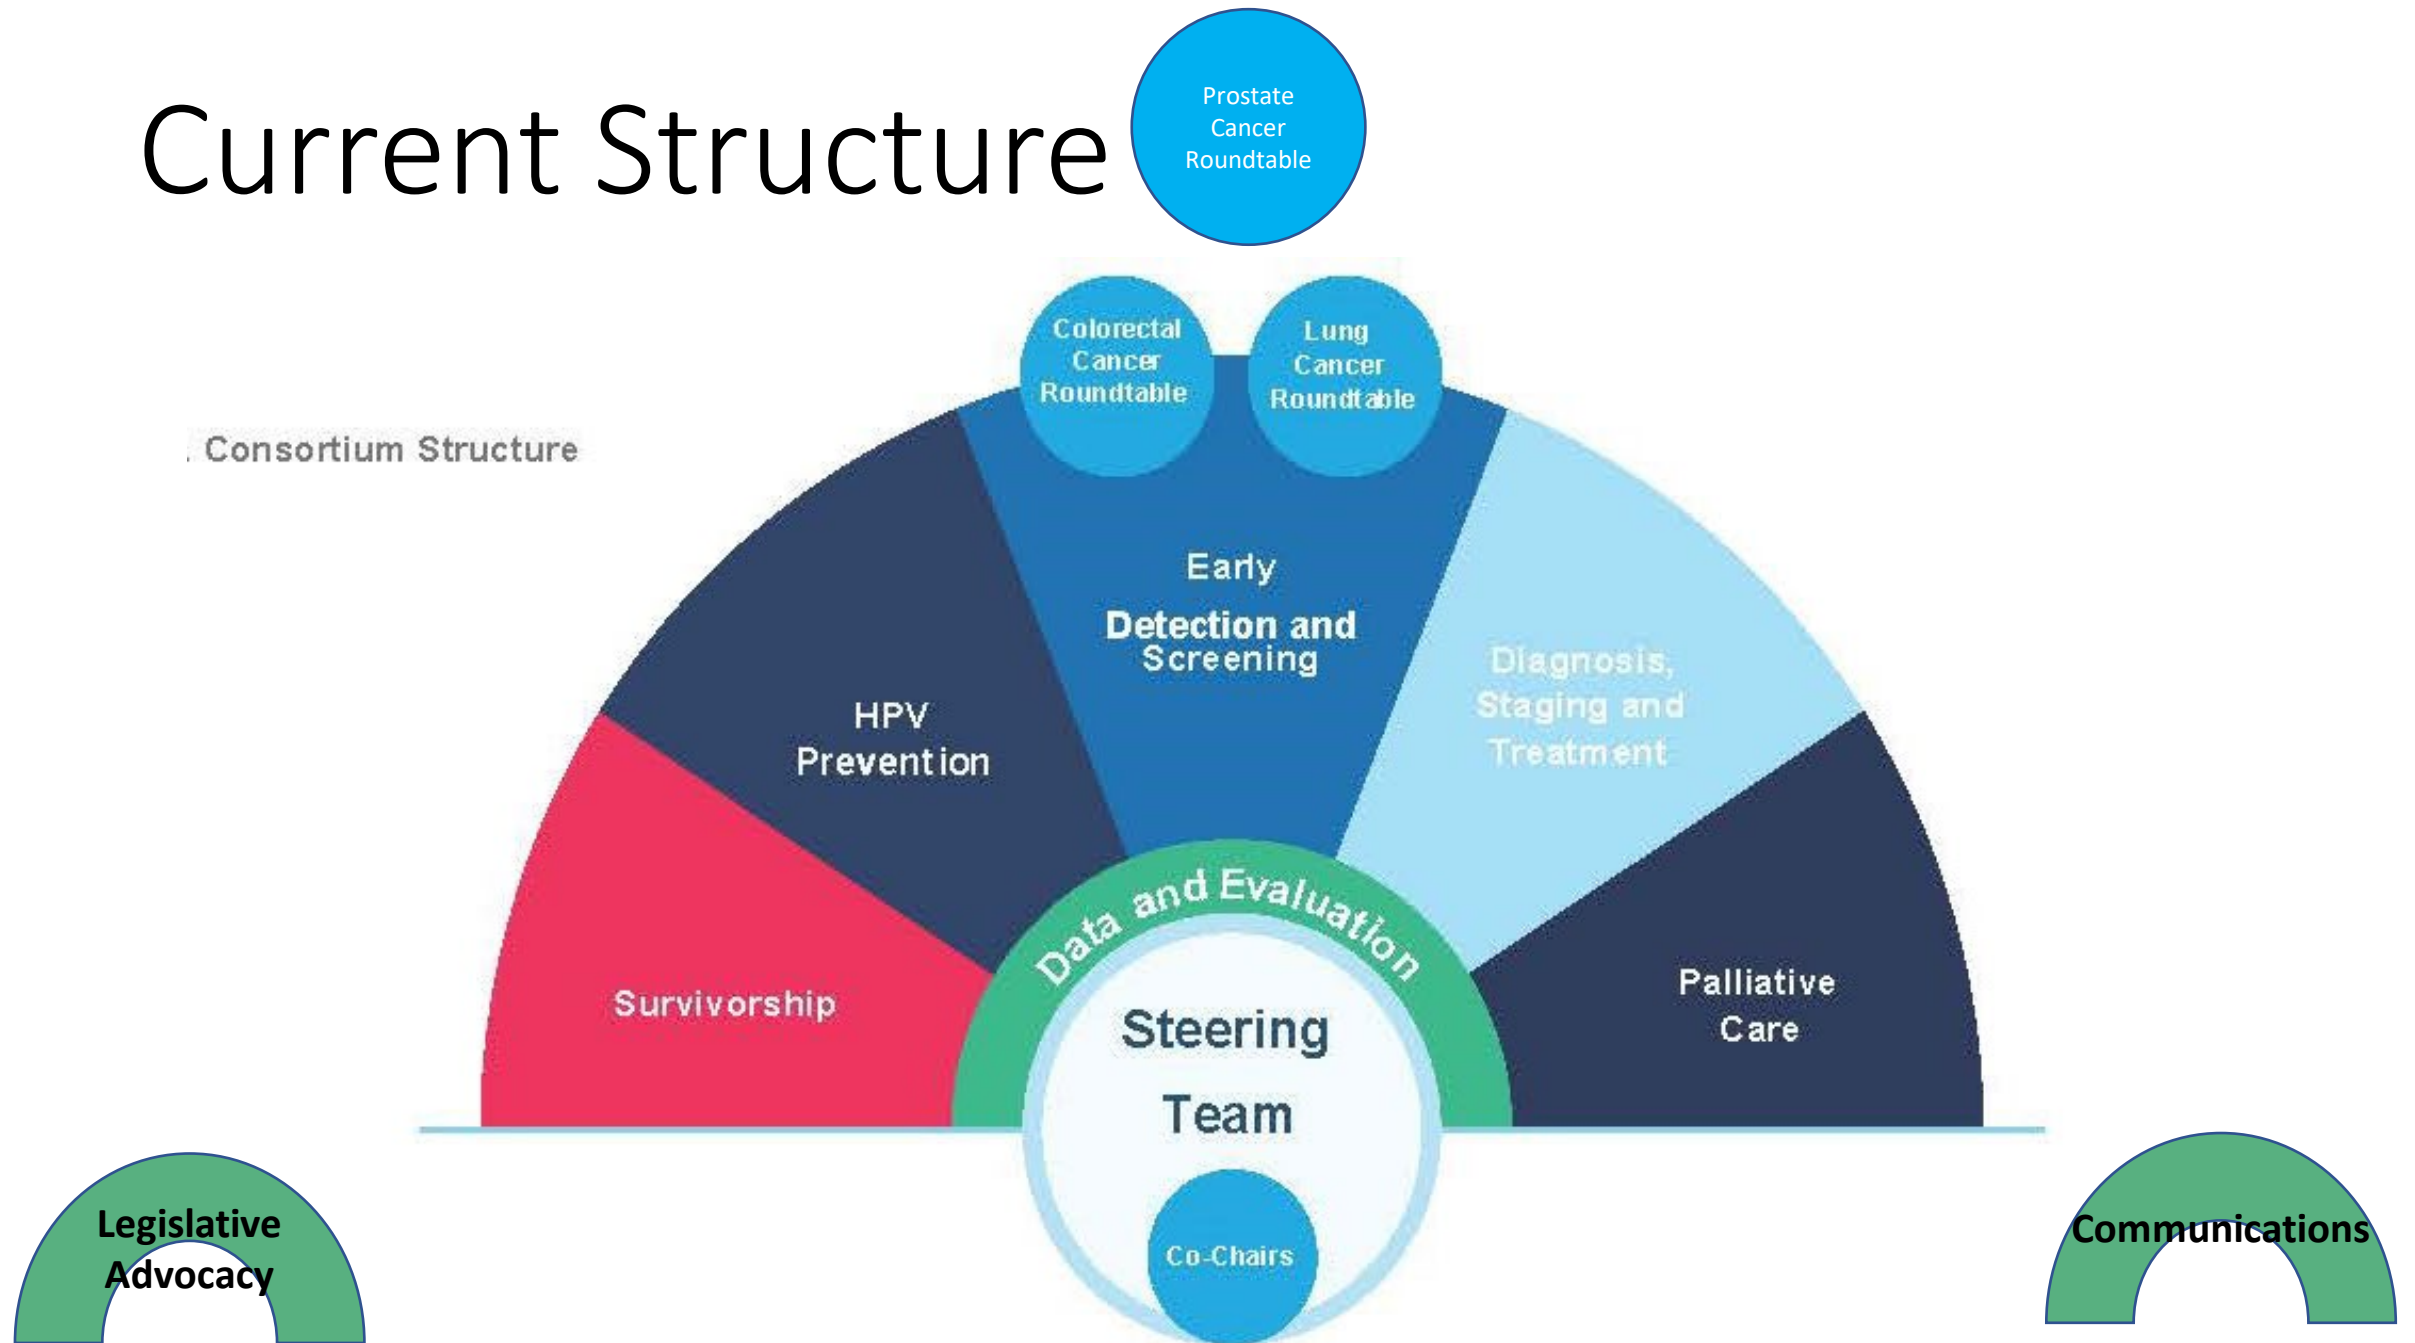 Current Structure
Prostate
Cancer
Roundtable
Colorectal
Cancer
Roundtable
Lung
Cancer
Roundtable
. Consortium Structure
Early
Detection and
Screening
HPV
Prevention
Diagnosis,
Staging and
Treatment
Survivorship
Palliative
Care
Data and Evaluation
Steering
Team
Co-Chairs
Legislative
Advocacy
Communications